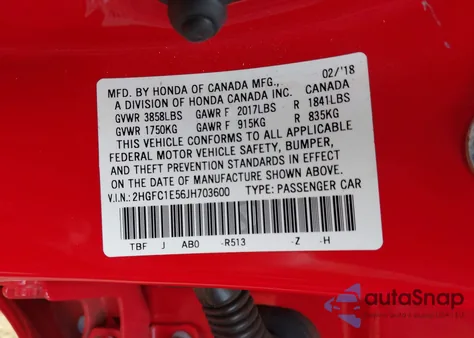 MFD. BY HONDA OF CANADA MFG., 02/'18
A DIVISION OF HONDA CANADA INC. CANADA
GVWR 3858LBS GAWR F 2017LBS R 1841LBS
GVWR 1750KG GAWR F 915KG R 835KG
THIS VEHICLE CONFORMS TO ALL APPLICABLE
FEDERAL MOTOR VEHICLE SAFETY, BUMPER,
AND THEFT PREVENTION STANDARDS IN EFFECT
ON THE DATE OF MANUFACTURE SHOWN ABOVE.
V.I.N.: 2HGFC1E56JH703600 TYPE: PASSENGER CAR
TBF J AB0 -R513 -Z -H
autoSnap